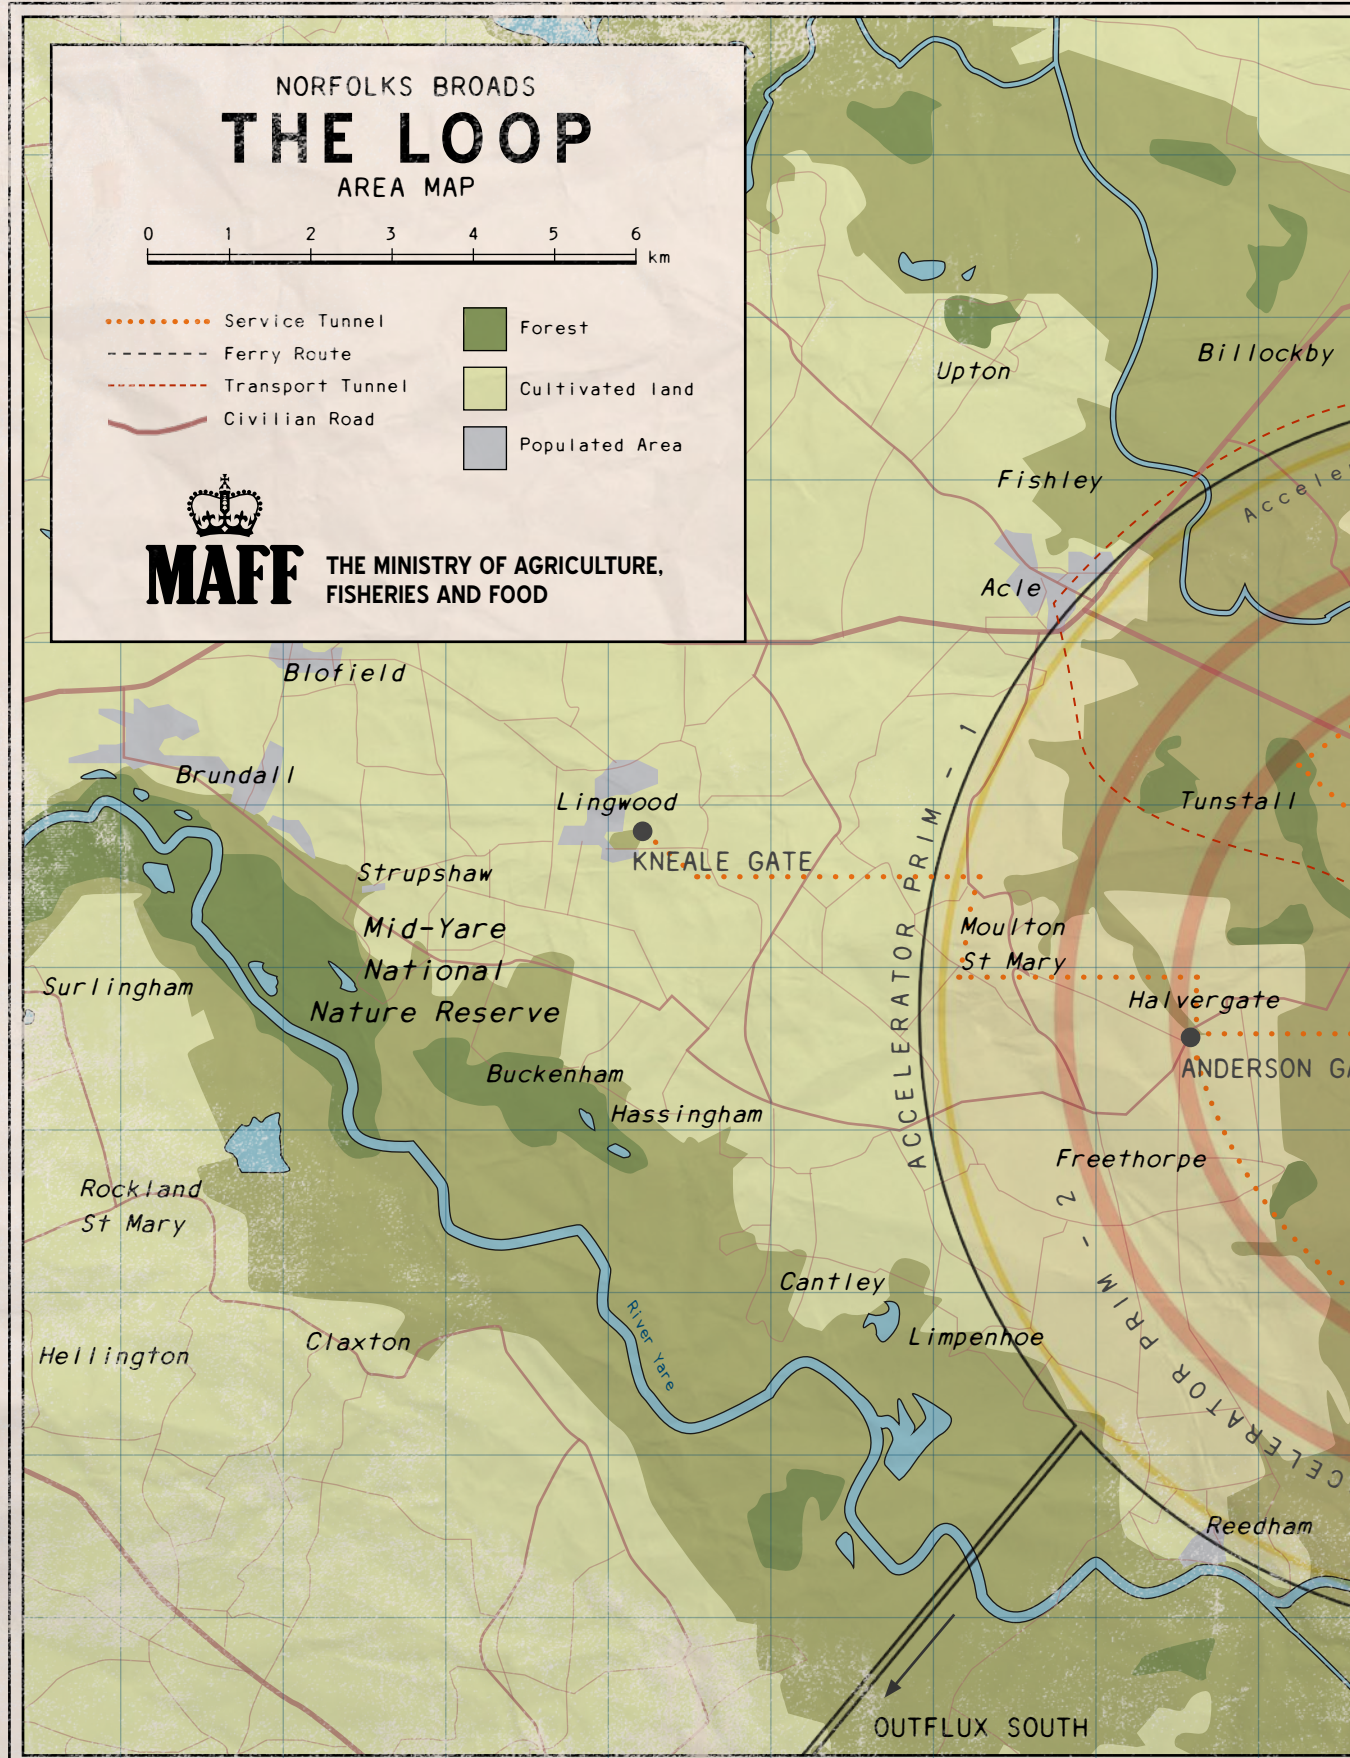 NORFOLKS BROADS
THE LOOP
AREA MAP
0 1 2 3 4 5 6 km
Service Tunnel
Ferry Route
Transport Tunnel
Civilian Road
Forest
Cultivated land
Populated Area
MAFF
THE MINISTRY OF AGRICULTURE,
FISHERIES AND FOOD
Billockby
Upton
Fishley
Accele
Acle
Blofield
Brundall
Lingwood
KNEALE GATE
Tunstall
Strupshaw
Mid-Yare
National
Nature Reserve
Moulton
St Mary
Surlingham
Halvergate
ANDERSON GA
ACCELERATOR PRIM - 1
Buckenham
Hassingham
Freethorpe
Rockland
St Mary
CELERATOR PRIM - 2
Cantley
Limpenhoe
River Yare
Claxton
Hellington
Reedham
OUTFLUX SOUTH